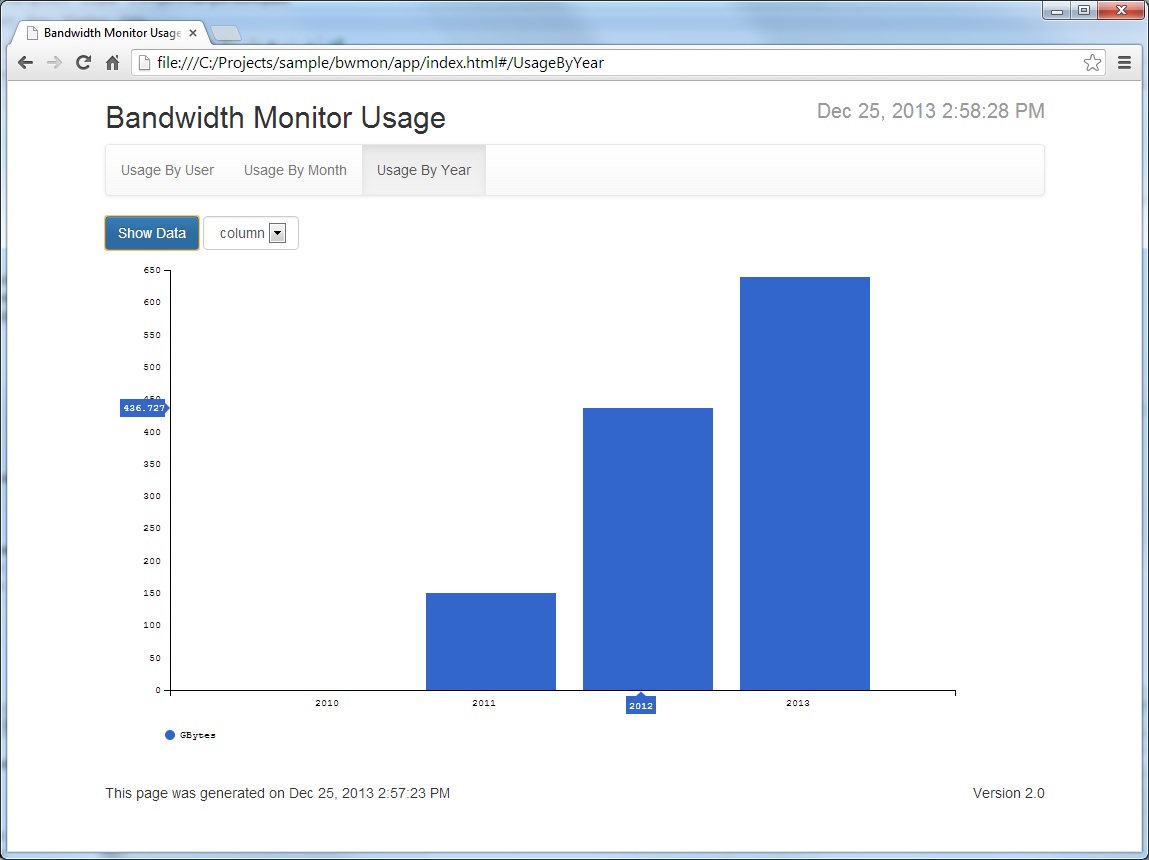 Bandwidth Monitor Usage
file:///C:/Projects/sample/bwmon/app/index.html#/UsageByYear
Bandwidth Monitor Usage
Dec 25, 2013 2:58:28 PM
Usage By User Usage By Month Usage By Year
Show Data column
650
600
550
500
450
436.727
400
350
300
250
200
150
100
50
0
2010 2011 2012 2013
GBytes
This page was generated on Dec 25, 2013 2:57:23 PM Version 2.0